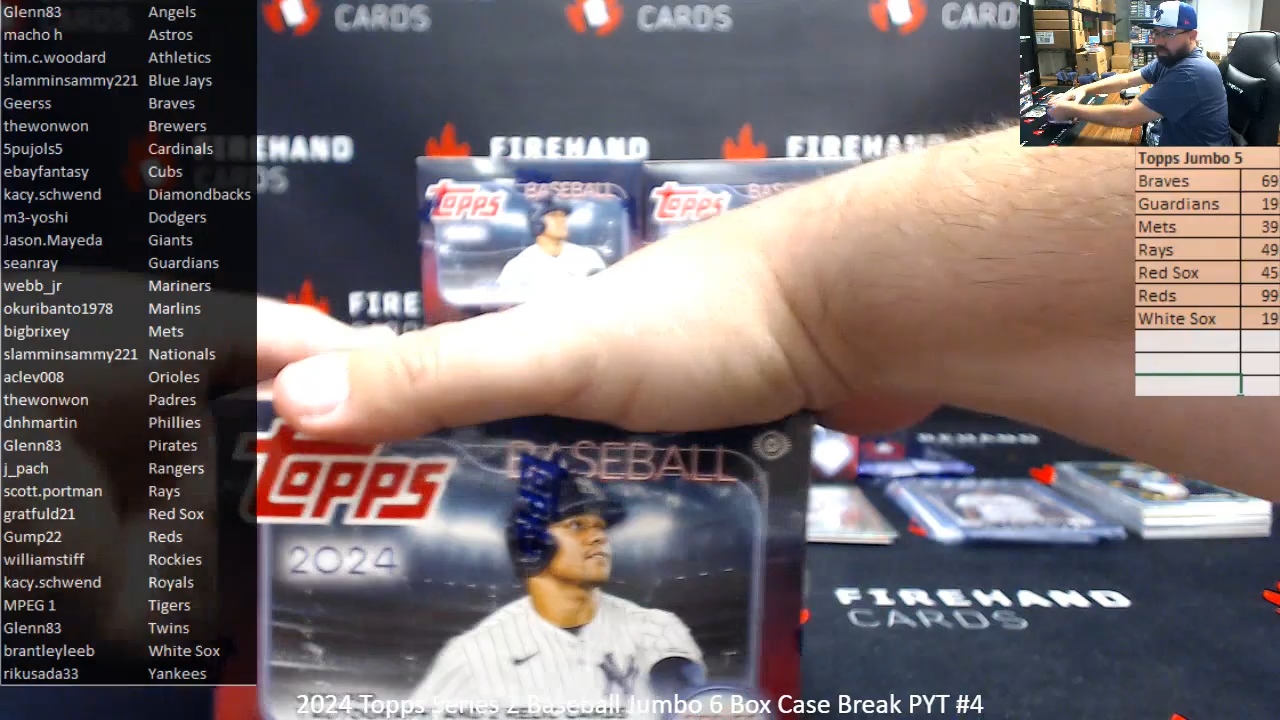 Glenn83 Angels
macho h Astros
tim.c.woodard Athletics
slamminsammy221 Blue Jays
Geerss Braves
thewonwon Brewers
5pujols5 Cardinals
ebayfantasy Cubs
kacy.schwend Diamondbacks
m3-yoshi Dodgers
Jason.Mayeda Giants
seanray Guardians
webb_jr Mariners
okuribanto1978 Marlins
bigbrixey Mets
slamminsammy221 Nationals
aclev008 Orioles
thewonwon Padres
dnhmartin Phillies
Glenn83 Pirates
j_pach Rangers
scott.portman Rays
gratfuld21 Red Sox
Gump22 Reds
williamstiff Rockies
kacy.schwend Royals
MPEG 1 Tigers
Glenn83 Twins
brantleyleeb White Sox
rikusada33 Yankees
CARDS CARDS CARD
FIREHAND FIREHAND FIREHAND
CARDS
Topps BASEBALL
Topps BAS
FIRE
Topps BASEBALL
2024
FIREHAND
CARDS
Topps Jumbo 5
Braves 69
Guardians 19
Mets 39
Rays 49
Red Sox 45
Reds 99
White Sox 19
2024 Topps Series 2 Baseball Jumbo 6 Box Case Break PYT #4